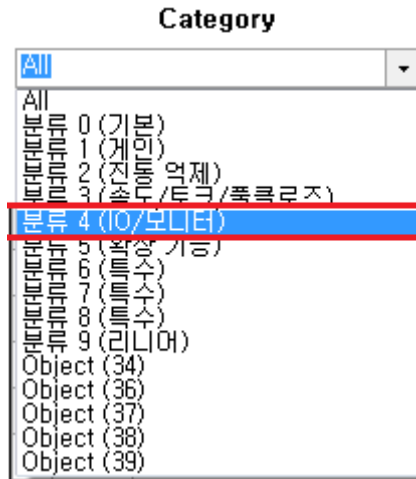 Category
All
All
분류 0 (기본)
분류 1 (게인)
분류 2 (진동 억제)
분류 3 (속도/토크/풀클로즈)
분류 4 (IO/모니터)
분류 5 (확장 기능)
분류 6 (특수)
분류 7 (특수)
분류 8 (특수)
분류 9 (리니어)
Object (34)
Object (36)
Object (37)
Object (38)
Object (39)